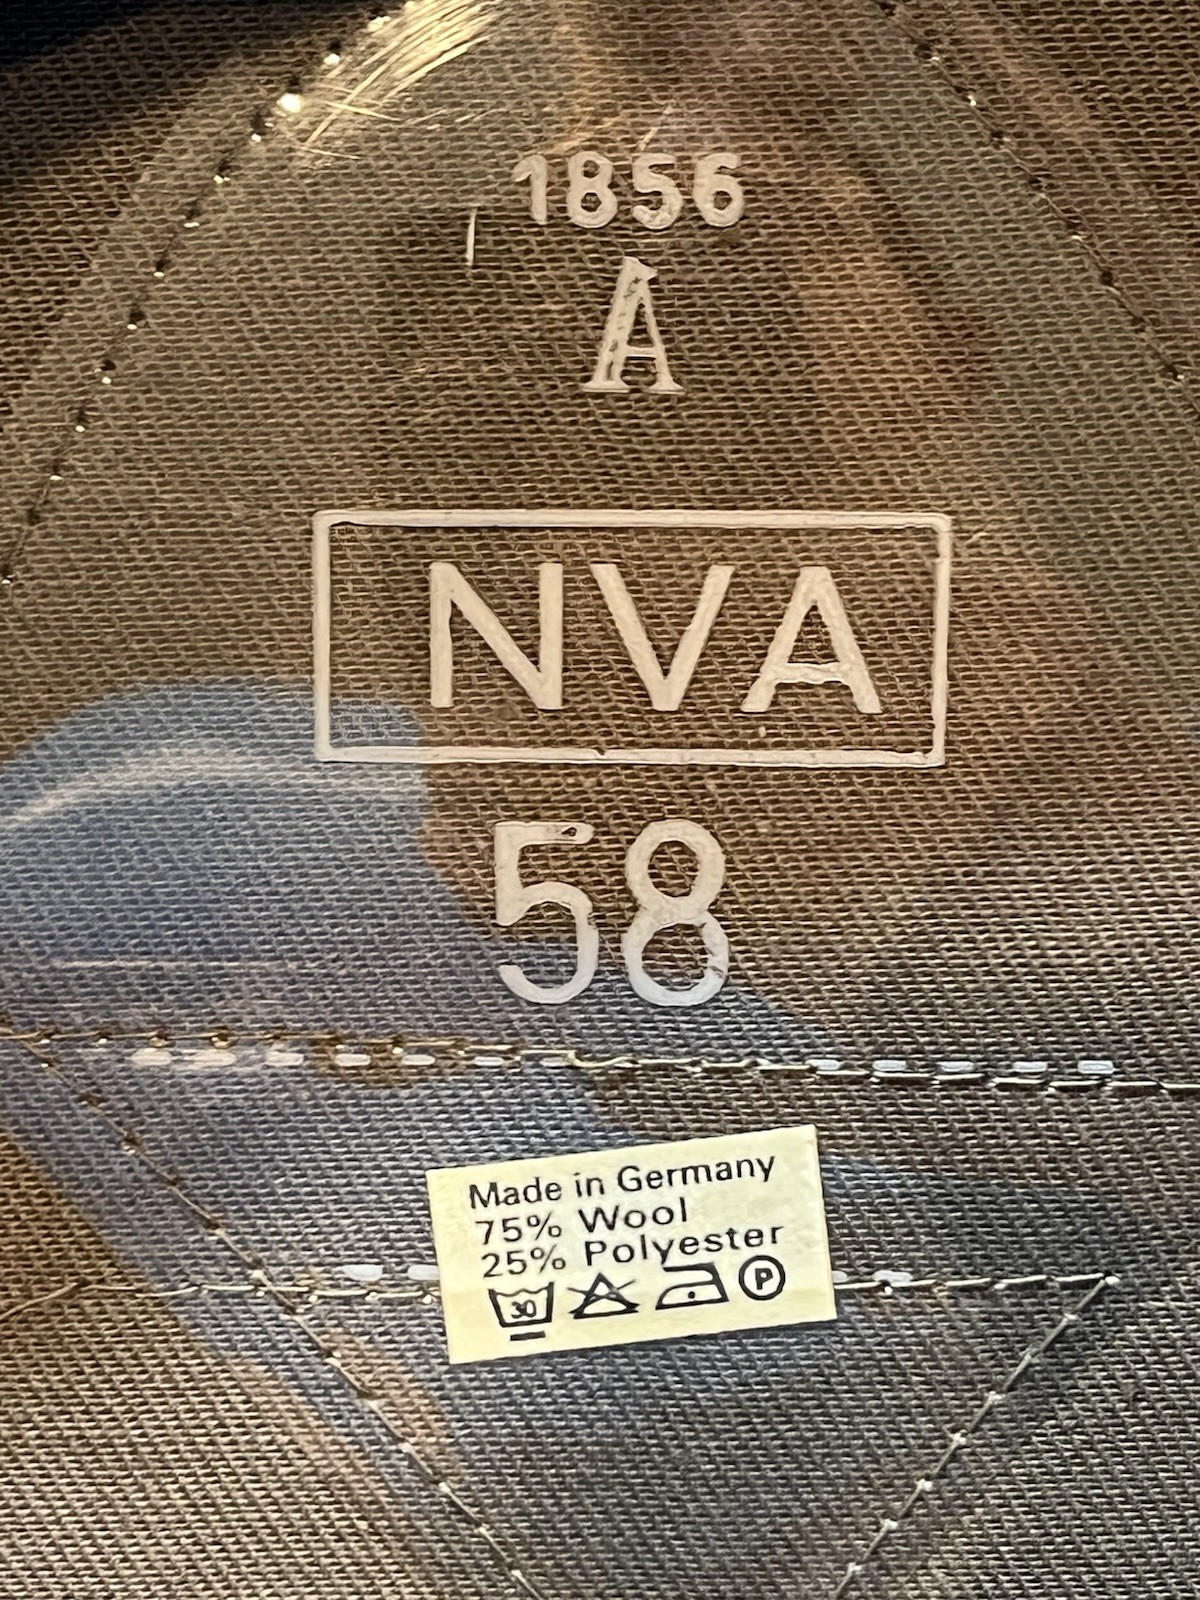 1856
A
NVA
58
Made in Germany
75% Wool
25% Polyester
30 P